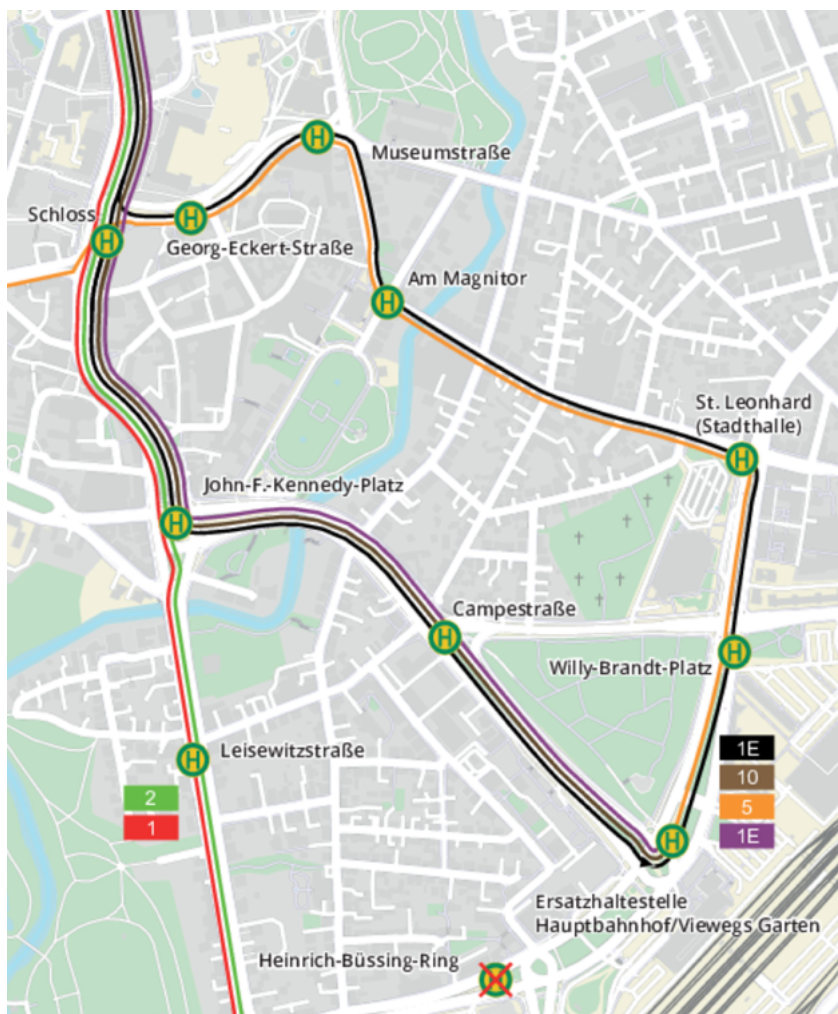 Museumstraße
Schloss
Georg-Eckert-Straße
Am Magnitor
St. Leonhard
(Stadthalle)
John-F.-Kennedy-Platz
Campestraße
Willy-Brandt-Platz
Leisewitzstraße
1E
10
5
1E
2
1
Ersatzhaltestelle
Hauptbahnhof/Viewegs Garten
Heinrich-Büssing-Ring
H
H
H
H
H
H
H
H
H
H
H